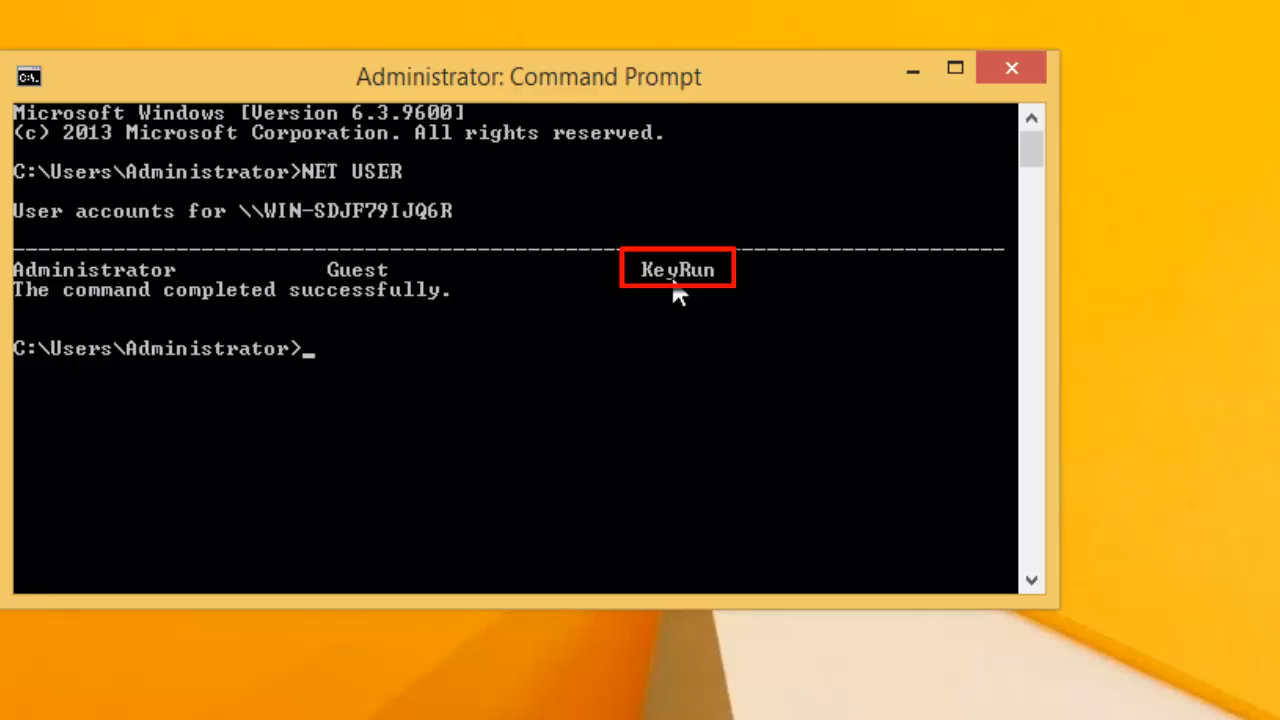 Administrator: Command Prompt
Microsoft Windows [Version 6.3.9600]
(c) 2013 Microsoft Corporation. All rights reserved.
C:\Users\Administrator>NET USER
User accounts for \\WIN-SDJF79IJQ6R
-------------------------------------------------------------------------------
Administrator Guest KeyRun
The command completed successfully.
C:\Users\Administrator>_